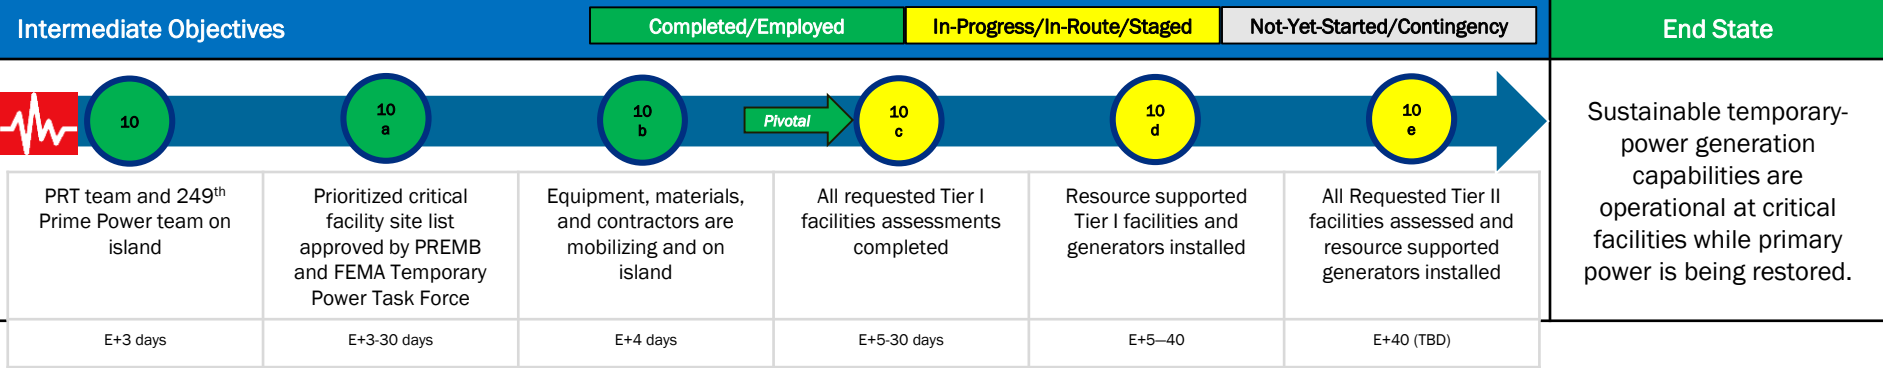 Intermediate Objectives
Completed/Employed
In-Progress/In-Route/Staged
Not-Yet-Started/Contingency
End State
10
10
a
10
b
Pivotal
10
c
10
d
10
e
PRT team and 249th
Prime Power team on
island
Prioritized critical
facility site list
approved by PREMB
and FEMA Temporary
Power Task Force
Equipment, materials,
and contractors are
mobilizing and on
island
All requested Tier I
facilities assessments
completed
Resource supported
Tier I facilities and
generators installed
All Requested Tier II
facilities assessed and
resource supported
generators installed
Sustainable temporary-
power generation
capabilities are
operational at critical
facilities while primary
power is being restored.
E+3 days
E+3-30 days
E+4 days
E+5-30 days
E+5—40
E+40 (TBD)